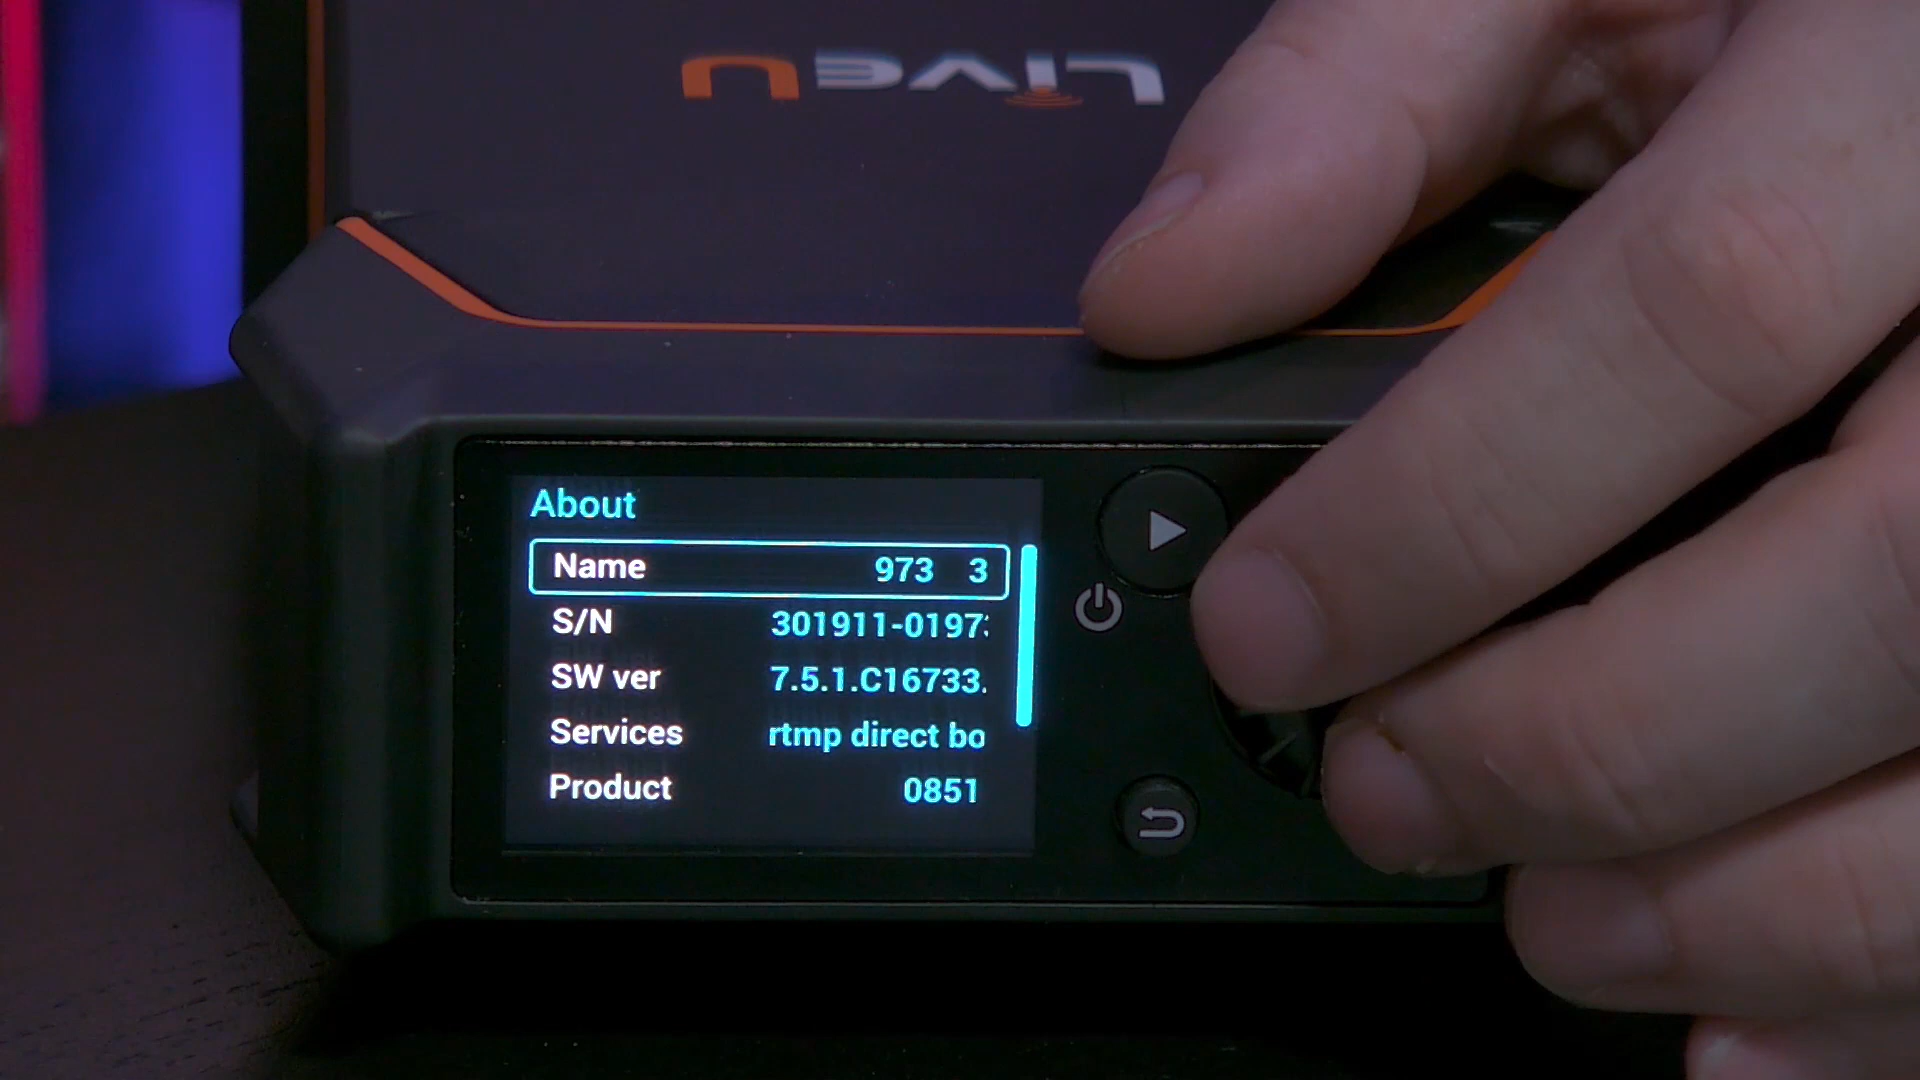 LIVEU
About
Name 973 3
S/N 301911-0197
SW ver 7.5.1.C16733.
Services rtmp direct bo
Product 0851